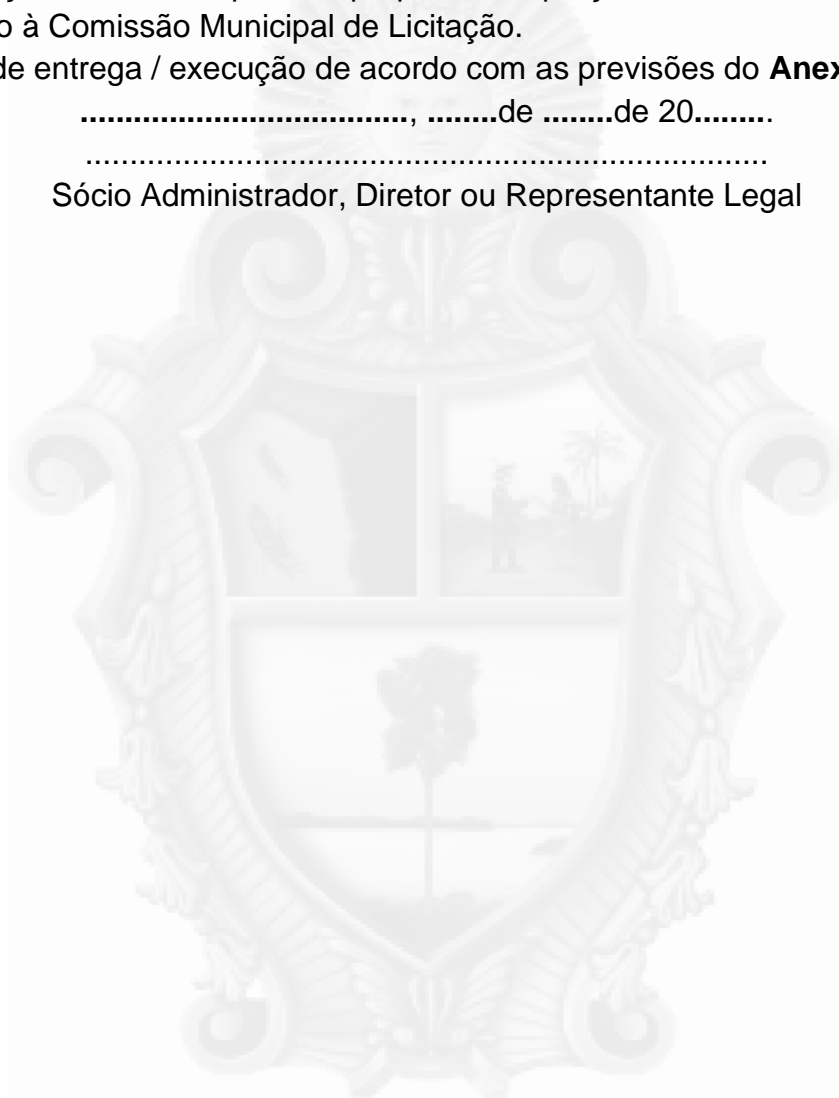 o à Comissão Municipal de Licitação.
de entrega / execução de acordo com as previsões do Anex
....................................., ........de ........de 20.........
.............................................................................
Sócio Administrador, Diretor ou Representante Legal